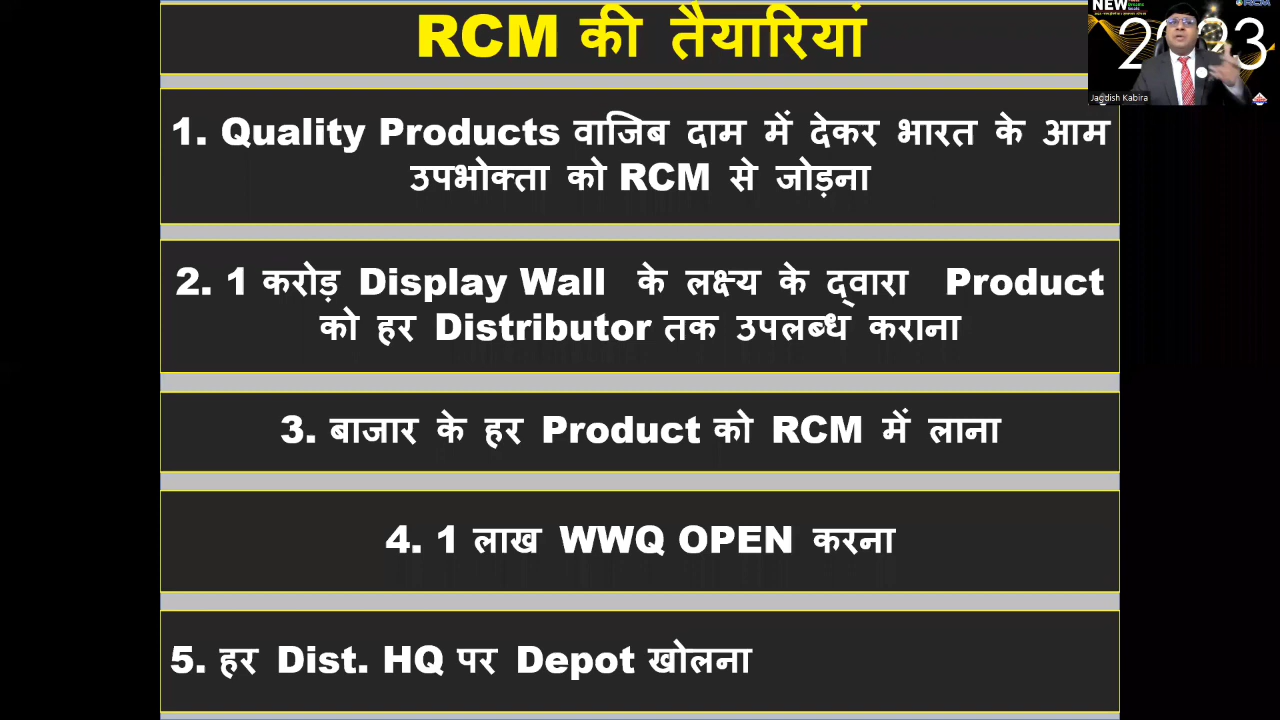 RCM की तैयारियां
1. Quality Products वाजिब दाम में देकर भारत के आम
उपभोक्ता को RCM से जोड़ना
2. 1 करोड़ Display Wall के लक्ष्य के द्वारा Product
को हर Distributor तक उपलब्ध कराना
3. बाजार के हर Product को RCM में लाना
4. 1 लाख WWQ OPEN करना
5. हर Dist. HQ पर Depot खोलना
NEW
RCM
Jagdish Kabira